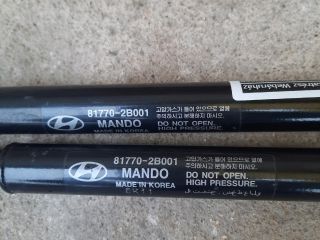 atrész Webáruház
81770-2B001
MANDO
MADE IN KOREA
고압가스가 들어 있으므로 열에
주의하시고 분해하지 마시오.
DO NOT OPEN.
HIGH PRESSURE.
81770-2B001
MANDO
MADE IN KOREA
고압가스가 들어 있으므로 열에
주의하시고 분해하지 마시오.
DO NOT OPEN.
HIGH PRESSURE.